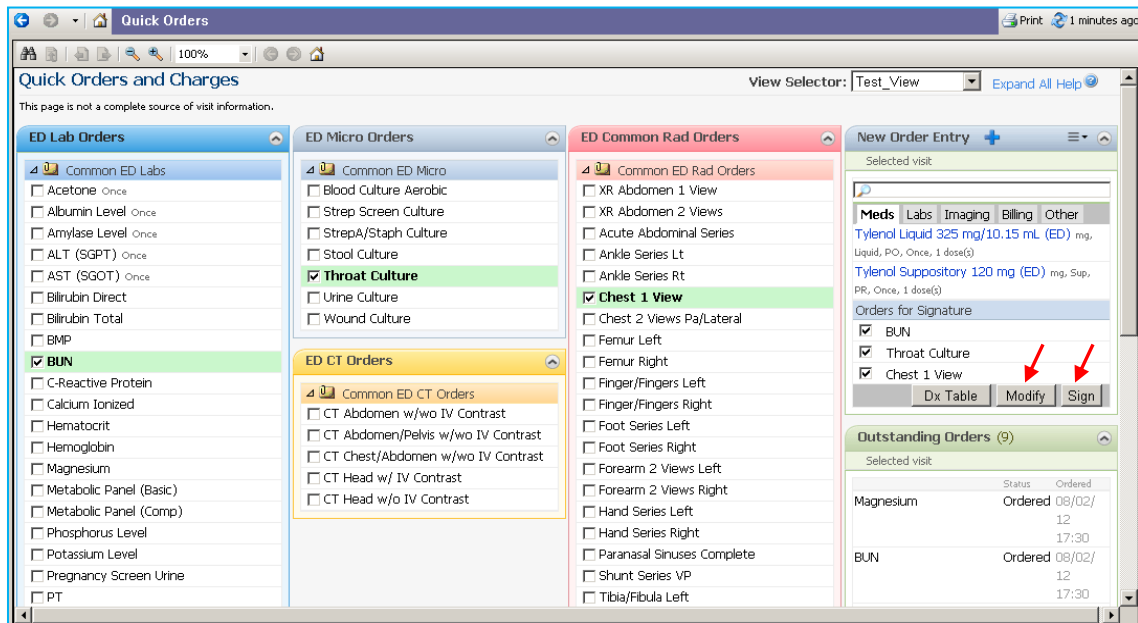 Quick Orders
Print
1 minutes ago
100%
Quick Orders and Charges
View Selector:
Test_View
Expand All
Help
This page is not a complete source of visit information.
ED Lab Orders
Common ED Labs
Acetone Once
Albumin Level Once
Amylase Level Once
ALT (SGPT) Once
AST (SGOT) Once
Bilirubin Direct
Bilirubin Total
BMP
BUN
C-Reactive Protein
Calcium Ionized
Hematocrit
Hemoglobin
Magnesium
Metabolic Panel (Basic)
Metabolic Panel (Comp)
Phosphorus Level
Potassium Level
Pregnancy Screen Urine
PT
ED Micro Orders
Common ED Micro
Blood Culture Aerobic
Strep Screen Culture
StrepA/Staph Culture
Stool Culture
Throat Culture
Urine Culture
Wound Culture
ED CT Orders
Common ED CT Orders
CT Abdomen w/wo IV Contrast
CT Abdomen/Pelvis w/wo IV Contrast
CT Chest/Abdomen w/wo IV Contrast
CT Head w/ IV Contrast
CT Head w/o IV Contrast
ED Common Rad Orders
Common ED Rad Orders
XR Abdomen 1 View
XR Abdomen 2 Views
Acute Abdominal Series
Ankle Series Lt
Ankle Series Rt
Chest 1 View
Chest 2 Views Pa/Lateral
Femur Left
Femur Right
Finger/Fingers Left
Finger/Fingers Right
Foot Series Left
Foot Series Right
Forearm 2 Views Left
Forearm 2 Views Right
Hand Series Left
Hand Series Right
Paranasal Sinuses Complete
Shunt Series VP
Tibia/Fibula Left
New Order Entry
Selected visit
Meds Labs Imaging Billing Other
Tylenol Liquid 325 mg/10.15 mL (ED) mg,
Liquid, PO, Once, 1 dose(s)
Tylenol Suppository 120 mg (ED) mg, Sup,
PR, Once, 1 dose(s)
Orders for Signature
BUN
Throat Culture
Chest 1 View
Dx Table Modify Sign
Outstanding Orders (9)
Selected visit
Status Ordered
Magnesium Ordered 08/02/
12
17:30
BUN Ordered 08/02/
12
17:30